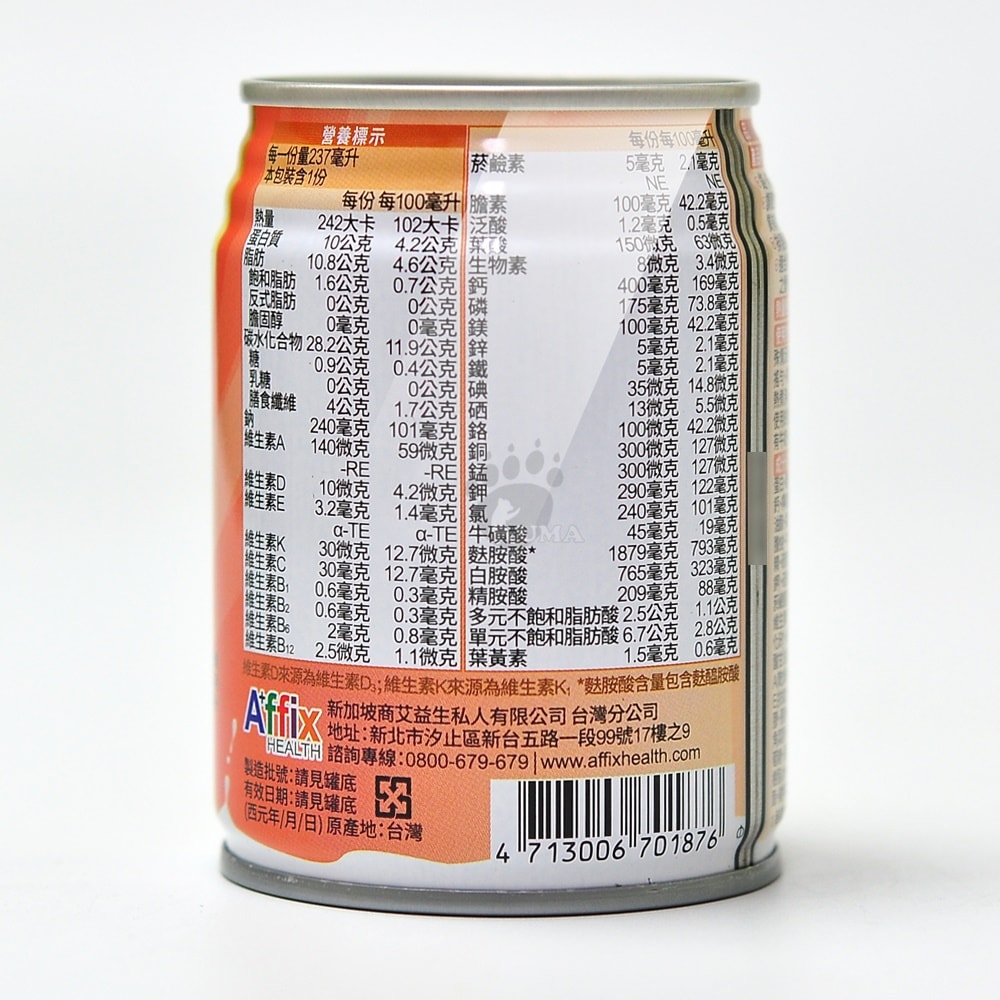 營養標示
每一份量237毫升
本包裝含1份
每份 每100毫升
熱量 242大卡 102大卡
蛋白質 10公克 4.2公克
脂肪 10.8公克 4.6公克
飽和脂肪 1.6公克 0.7公克
反式脂肪 0公克 0公克
膽固醇 0毫克 0毫克
碳水化合物 28.2公克 11.9公克
糖 0.9公克 0.4公克
乳糖 0公克 0公克
膳食纖維 4公克 1.7公克
鈉 240毫克 101毫克
維生素A 140微克 59微克
-RE -RE
維生素D 10微克 4.2微克
維生素E 3.2毫克 1.4毫克
α-TE α-TE
維生素K 30微克 12.7微克
維生素C 30毫克 12.7毫克
維生素B1 0.6毫克 0.3毫克
維生素B2 0.6毫克 0.3毫克
維生素B6 2毫克 0.8毫克
維生素B12 2.5微克 1.1微克
每份 每100毫升
菸鹼素 5毫克 2.1毫克
NE NE
膽素 100毫克 42.2毫克
泛酸 1.2毫克 0.5毫克
葉酸 150微克 63微克
生物素 8微克 3.4微克
鈣 400毫克 169毫克
磷 175毫克 73.8毫克
鎂 100毫克 42.2毫克
鋅 5毫克 2.1毫克
鐵 5毫克 2.1毫克
碘 35微克 14.8微克
硒 13微克 5.5微克
鉻 100微克 42.2微克
銅 300微克 127微克
錳 300微克 127微克
鉀 290毫克 122毫克
氯 240毫克 101毫克
牛磺酸 45毫克 19毫克
麩胺酸* 1879毫克 793毫克
白胺酸 765毫克 323毫克
精胺酸 209毫克 88毫克
多元不飽和脂肪酸 2.5公克 1.1公克
單元不飽和脂肪酸 6.7公克 2.8公克
葉黃素 1.5毫克 0.6毫克
維生素D來源為維生素D3;維生素K來源為維生素K1 *麩胺酸含量包含麩醯胺酸
Affix
HEALTH
新加坡商艾益生私人有限公司 台灣分公司
地址:新北市汐止區新台五路一段99號17樓之9
諮詢專線:0800-679-679 | www.affixhealth.com
製造批號:請見罐底
有效日期:請見罐底
(西元年/月/日) 原產地:台灣
4 713006 701876